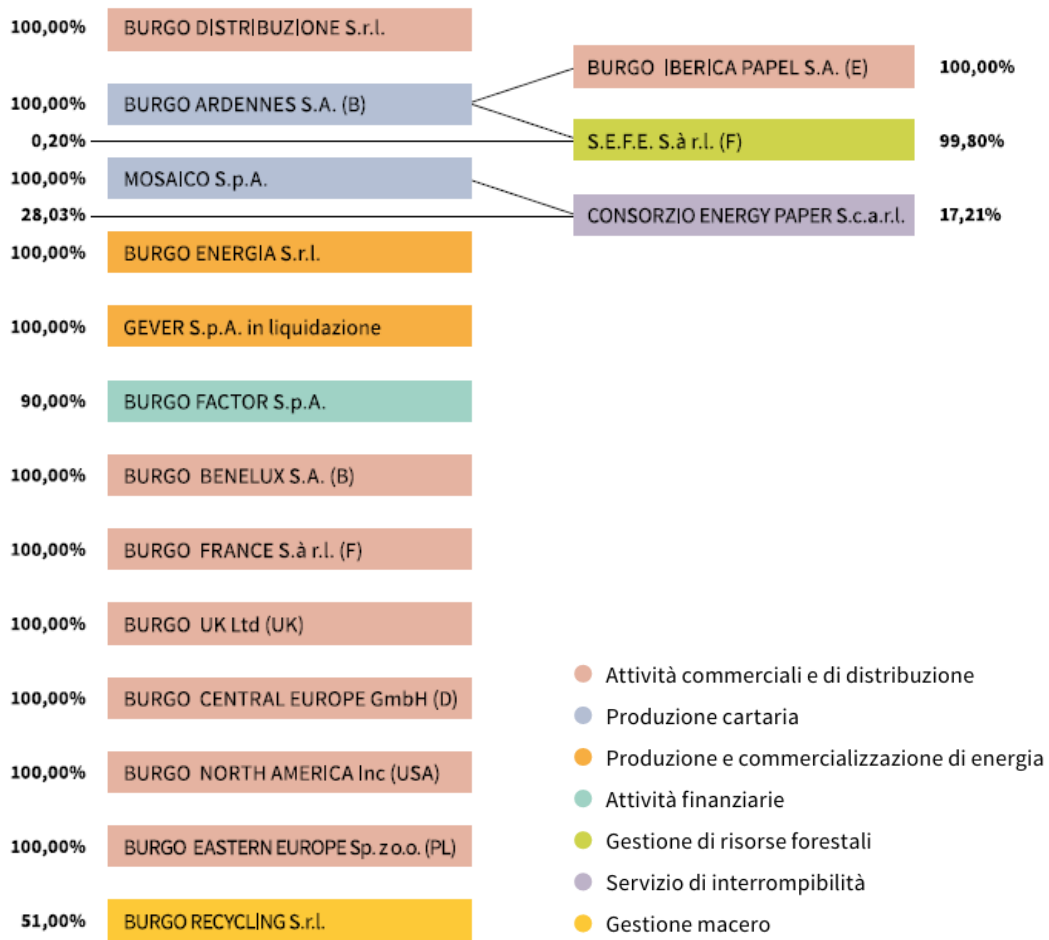 100,00% BURGO DISTRIBUZIONE S.r.l.
BURGO IBERICA PAPEL S.A. (E) 100,00%
100,00% BURGO ARDENNES S.A. (B)
0,20% S.E.F.E. S.à r.l. (F) 99,80%
100,00% MOSAICO S.p.A.
28,03% CONSORZIO ENERGY PAPER S.c.a.r.l. 17,21%
100,00% BURGO ENERGIA S.r.l.
100,00% GEVER S.p.A. in liquidazione
90,00% BURGO FACTOR S.p.A.
100,00% BURGO BENELUX S.A. (B)
100,00% BURGO FRANCE S.à r.l. (F)
100,00% BURGO UK Ltd (UK)
100,00% BURGO CENTRAL EUROPE GmbH (D)
100,00% BURGO NORTH AMERICA Inc (USA)
100,00% BURGO EASTERN EUROPE Sp. z o.o. (PL)
51,00% BURGO RECYCLING S.r.l.
Attività commerciali e di distribuzione
Produzione cartaria
Produzione e commercializzazione di energia
Attività finanziarie
Gestione di risorse forestali
Servizio di interrompibilità
Gestione macero